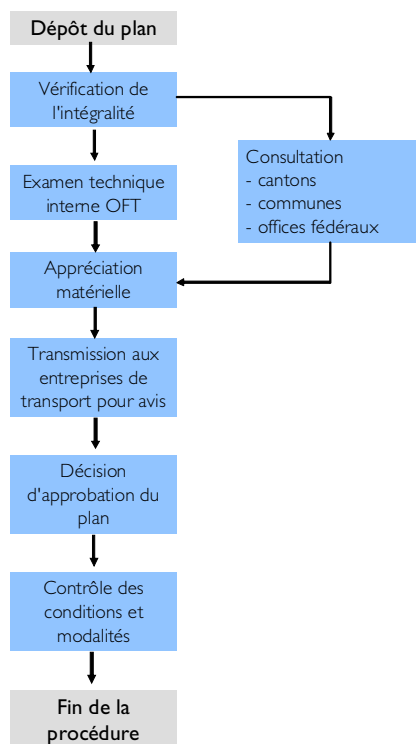 Dépôt du plan
Vérification de
l'intégralité
Examen technique
interne OFT
Consultation
- cantons
- communes
- offices fédéraux
Appréciation
matérielle
Transmission aux
entreprises de
transport pour avis
Décision
d'approbation du
plan
Contrôle des
conditions et
modalités
Fin de la
procédure